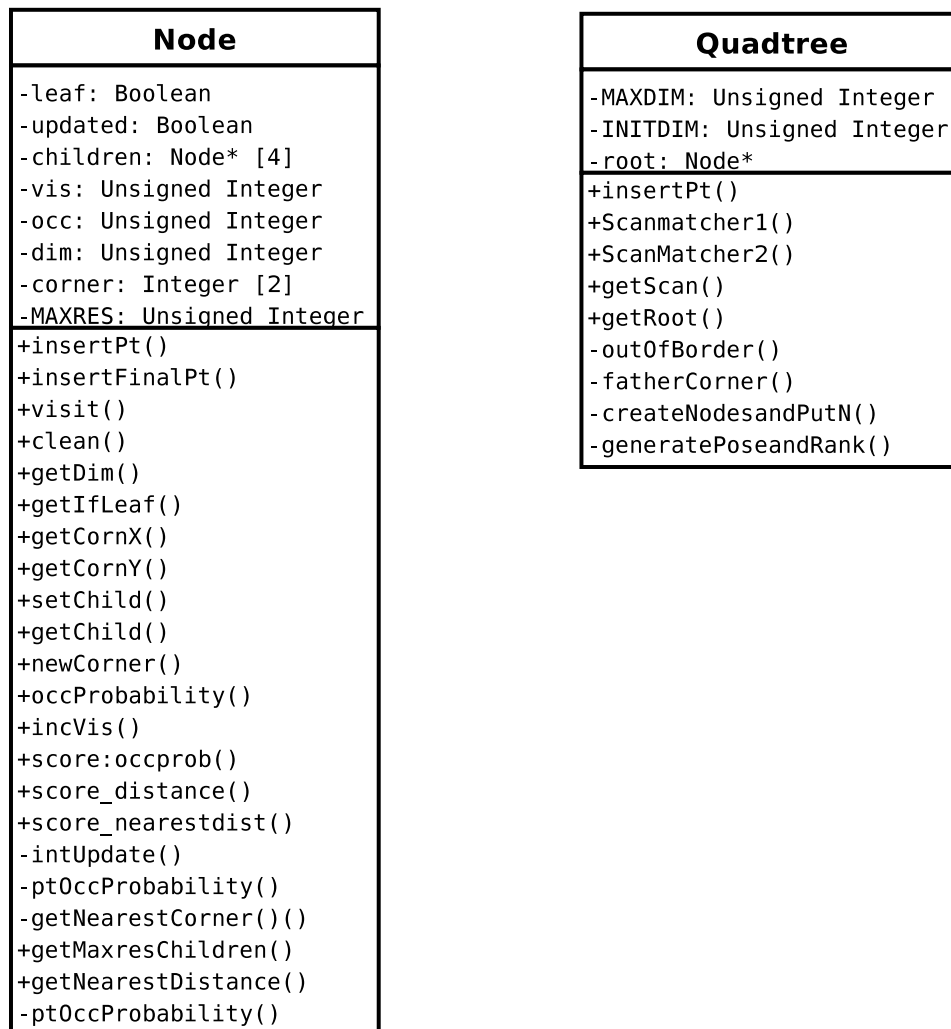 Node
-leaf: Boolean
-updated: Boolean
-children: Node* [4]
-vis: Unsigned Integer
-occ: Unsigned Integer
-dim: Unsigned Integer
-corner: Integer [2]
-MAXRES: Unsigned Integer
+insertPt()
+insertFinalPt()
+visit()
+clean()
+getDim()
+getIfLeaf()
+getCornX()
+getCornY()
+setChild()
+getChild()
+newCorner()
+occProbability()
+incVis()
+score:occprob()
+score_distance()
+score_nearestdist()
-intUpdate()
-ptOccProbability()
-getNearestCorner()()
+getMaxresChildren()
+getNearestDistance()
-ptOccProbability()
Quadtree
-MAXDIM: Unsigned Integer
-INITDIM: Unsigned Integer
-root: Node*
+insertPt()
+Scanmatcher1()
+ScanMatcher2()
+getScan()
+getRoot()
-outOfBorder()
-fatherCorner()
-createNodesandPutN()
-generatePoseandRank()